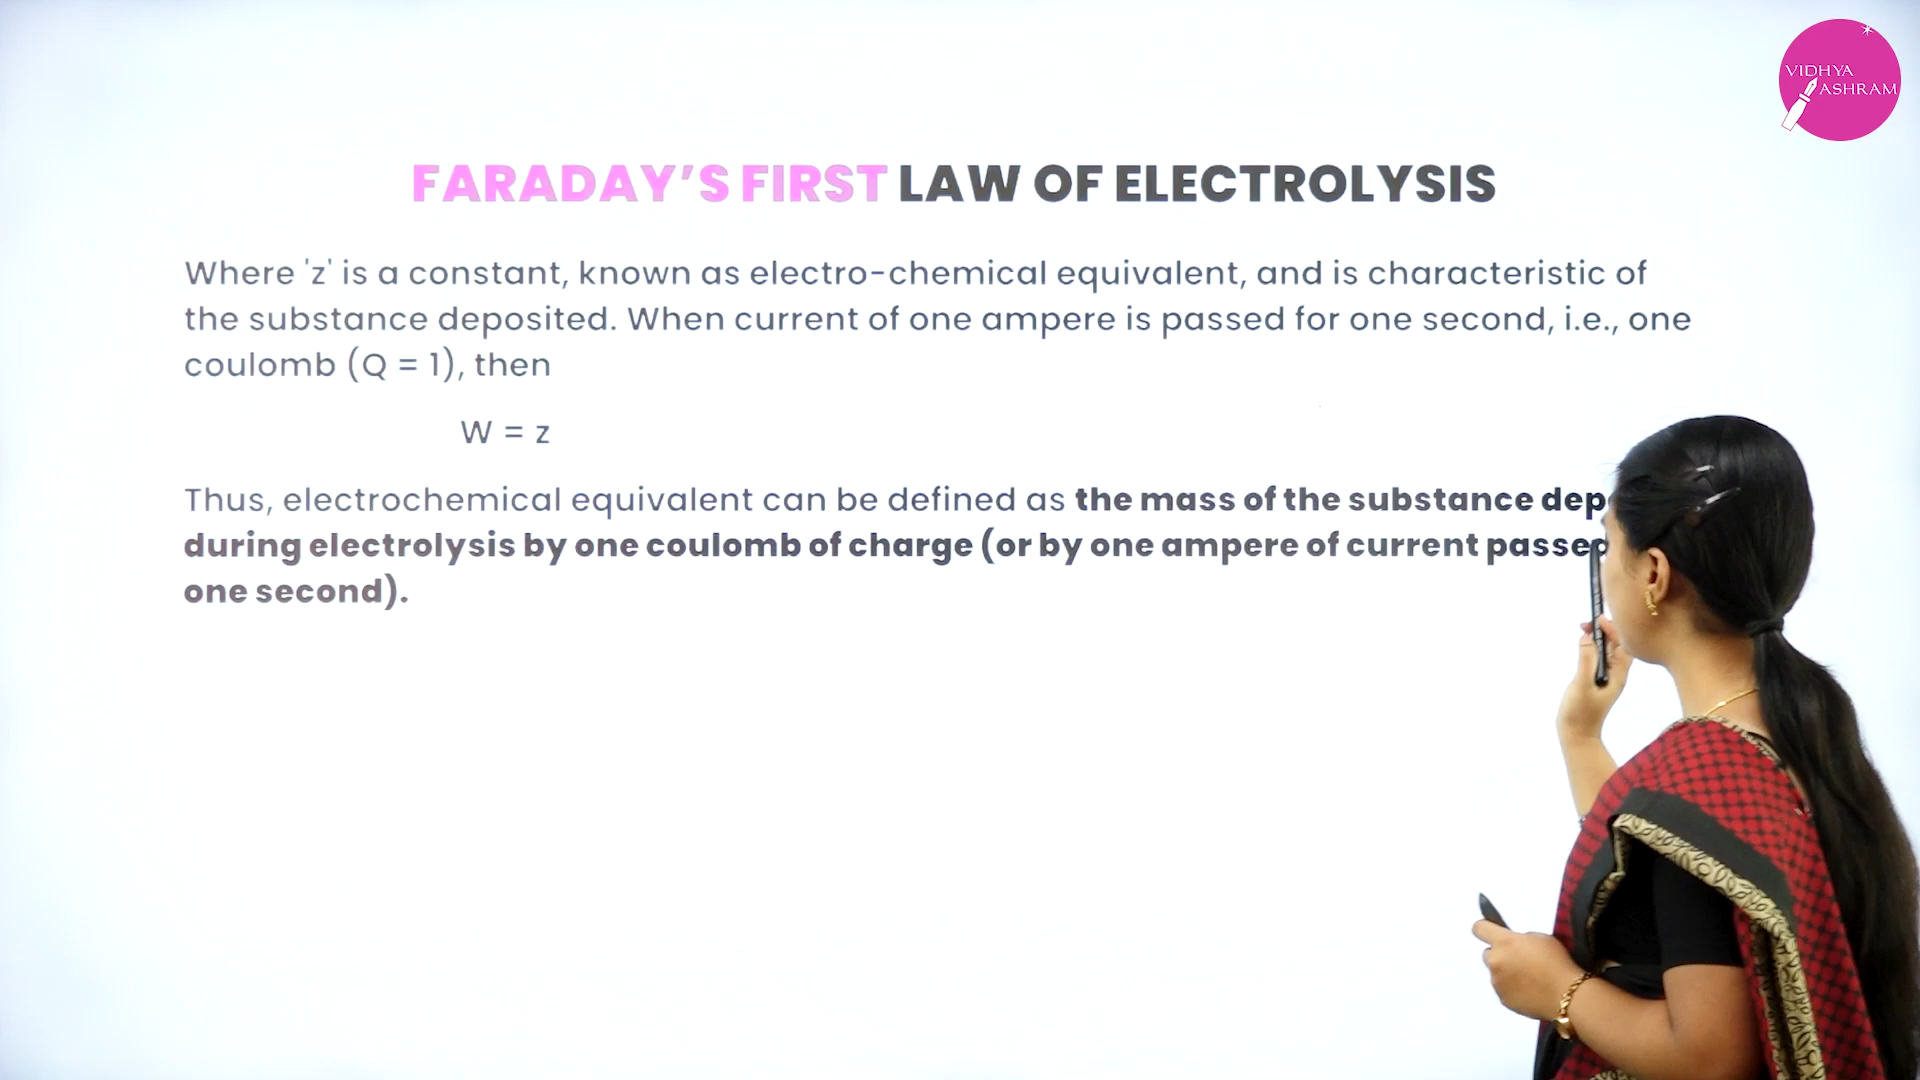 VIDHYA
ASHRAM
FARADAY’S FIRST LAW OF ELECTROLYSIS
Where 'z' is a constant, known as electro-chemical equivalent, and is characteristic of
the substance deposited. When current of one ampere is passed for one second, i.e., one
coulomb (Q = 1), then
W = z
Thus, electrochemical equivalent can be defined as the mass of the substance
during electrolysis by one coulomb of charge (or by one ampere of current passed
one second).